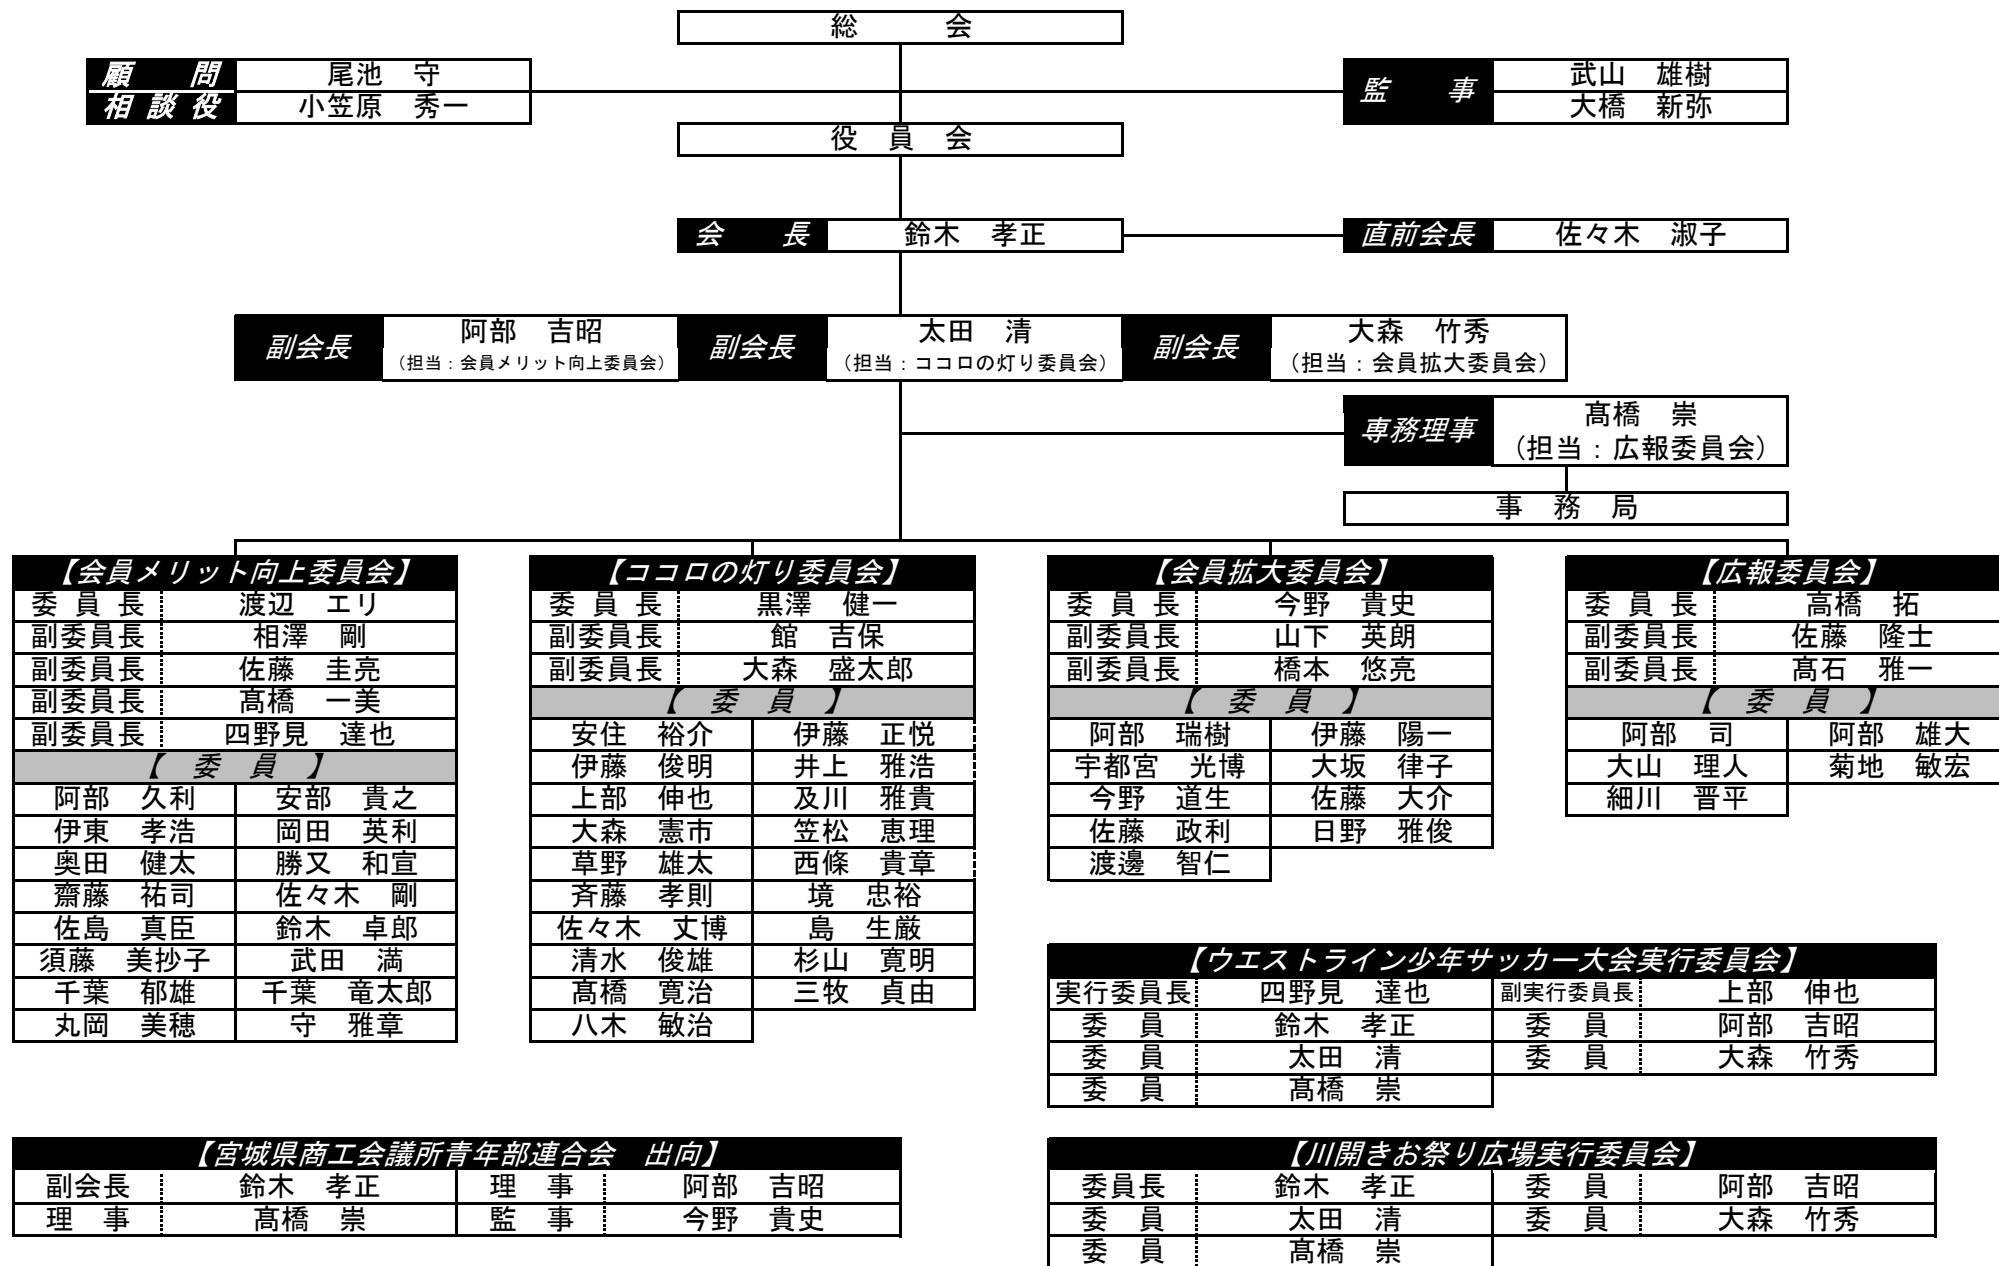 総　会
顧　問　尾池　守
相 談 役　小笠原　秀一
監　事　武山　雄樹
大橋　新弥
役　員　会
会　長　鈴木　孝正
直前会長　佐々木　淑子
副会長　阿部　吉昭
（担当：会員メリット向上委員会）
副会長　太田　清
（担当：ココロの灯り委員会）
副会長　大森　竹秀
（担当：会員拡大委員会）
専務理事　髙橋　崇
（担当：広報委員会）
事　務　局
【会員メリット向上委員会】
委 員 長　渡辺　エリ
副委員長　相澤　剛
副委員長　佐藤　圭亮
副委員長　髙橋　一美
副委員長　四野見　達也
【　委　員　】
阿部　久利　安部　貴之
伊東　孝浩　岡田　英利
奥田　健太　勝又　和宣
齋藤　祐司　佐々木　剛
佐島　真臣　鈴木　卓郎
須藤　美抄子　武田　満
千葉　郁雄　千葉　竜太郎
丸岡　美穂　守　雅章
【ココロの灯り委員会】
委 員 長　黒澤　健一
副委員長　館　吉保
副委員長　大森　盛太郎
【　委　員　】
安住　裕介　伊藤　正悦
伊藤　俊明　井上　雅浩
上部　伸也　及川　雅貴
大森　憲市　笠松　恵理
草野　雄太　西條　貴章
斉藤　孝則　境　忠裕
佐々木　丈博　島　生厳
清水　俊雄　杉山　寛明
髙橋　寛治　三牧　貞由
八木　敏治
【会員拡大委員会】
委 員 長　今野　貴史
副委員長　山下　英朗
副委員長　橋本　悠亮
【　委　員　】
阿部　瑞樹　伊藤　陽一
宇都宮　光博　大坂　律子
今野　道生　佐藤　大介
佐藤　政利　日野　雅俊
渡邊　智仁
【広報委員会】
委 員 長　高橋　拓
副委員長　佐藤　隆士
副委員長　髙石　雅一
【　委　員　】
阿部　司　阿部　雄大
大山　理人　菊地　敏宏
細川　晋平
【ウエストライン少年サッカー大会実行委員会】
実行委員長　四野見　達也　副実行委員長　上部　伸也
委　員　鈴木　孝正　委　員　阿部　吉昭
委　員　太田　清　委　員　大森　竹秀
委　員　髙橋　崇
【宮城県商工会議所青年部連合会　出向】
副会長　鈴木　孝正　理　事　阿部　吉昭
理　事　髙橋　崇　監　事　今野　貴史
【川開きお祭り広場実行委員会】
委員長　鈴木　孝正　委　員　阿部　吉昭
委　員　太田　清　委　員　大森　竹秀
委　員　髙橋　崇